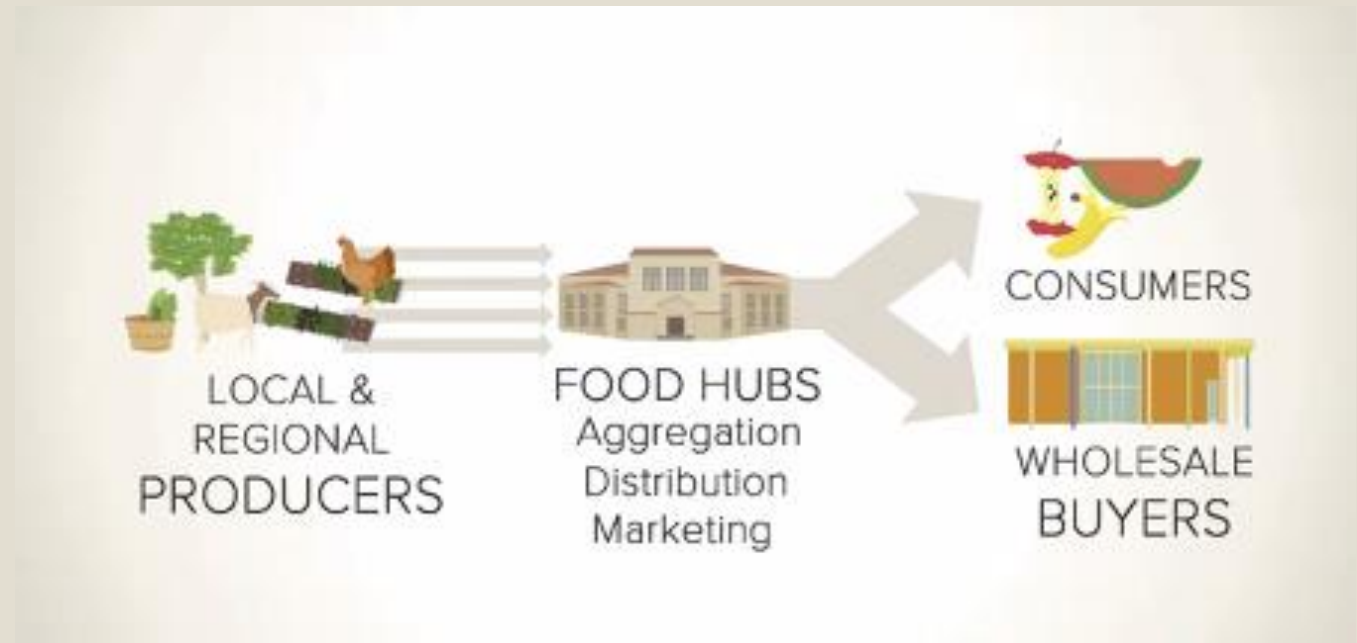 LOCAL &
REGIONAL
PRODUCERS
FOOD HUBS
Aggregation
Distribution
Marketing
CONSUMERS
WHOLESALE
BUYERS